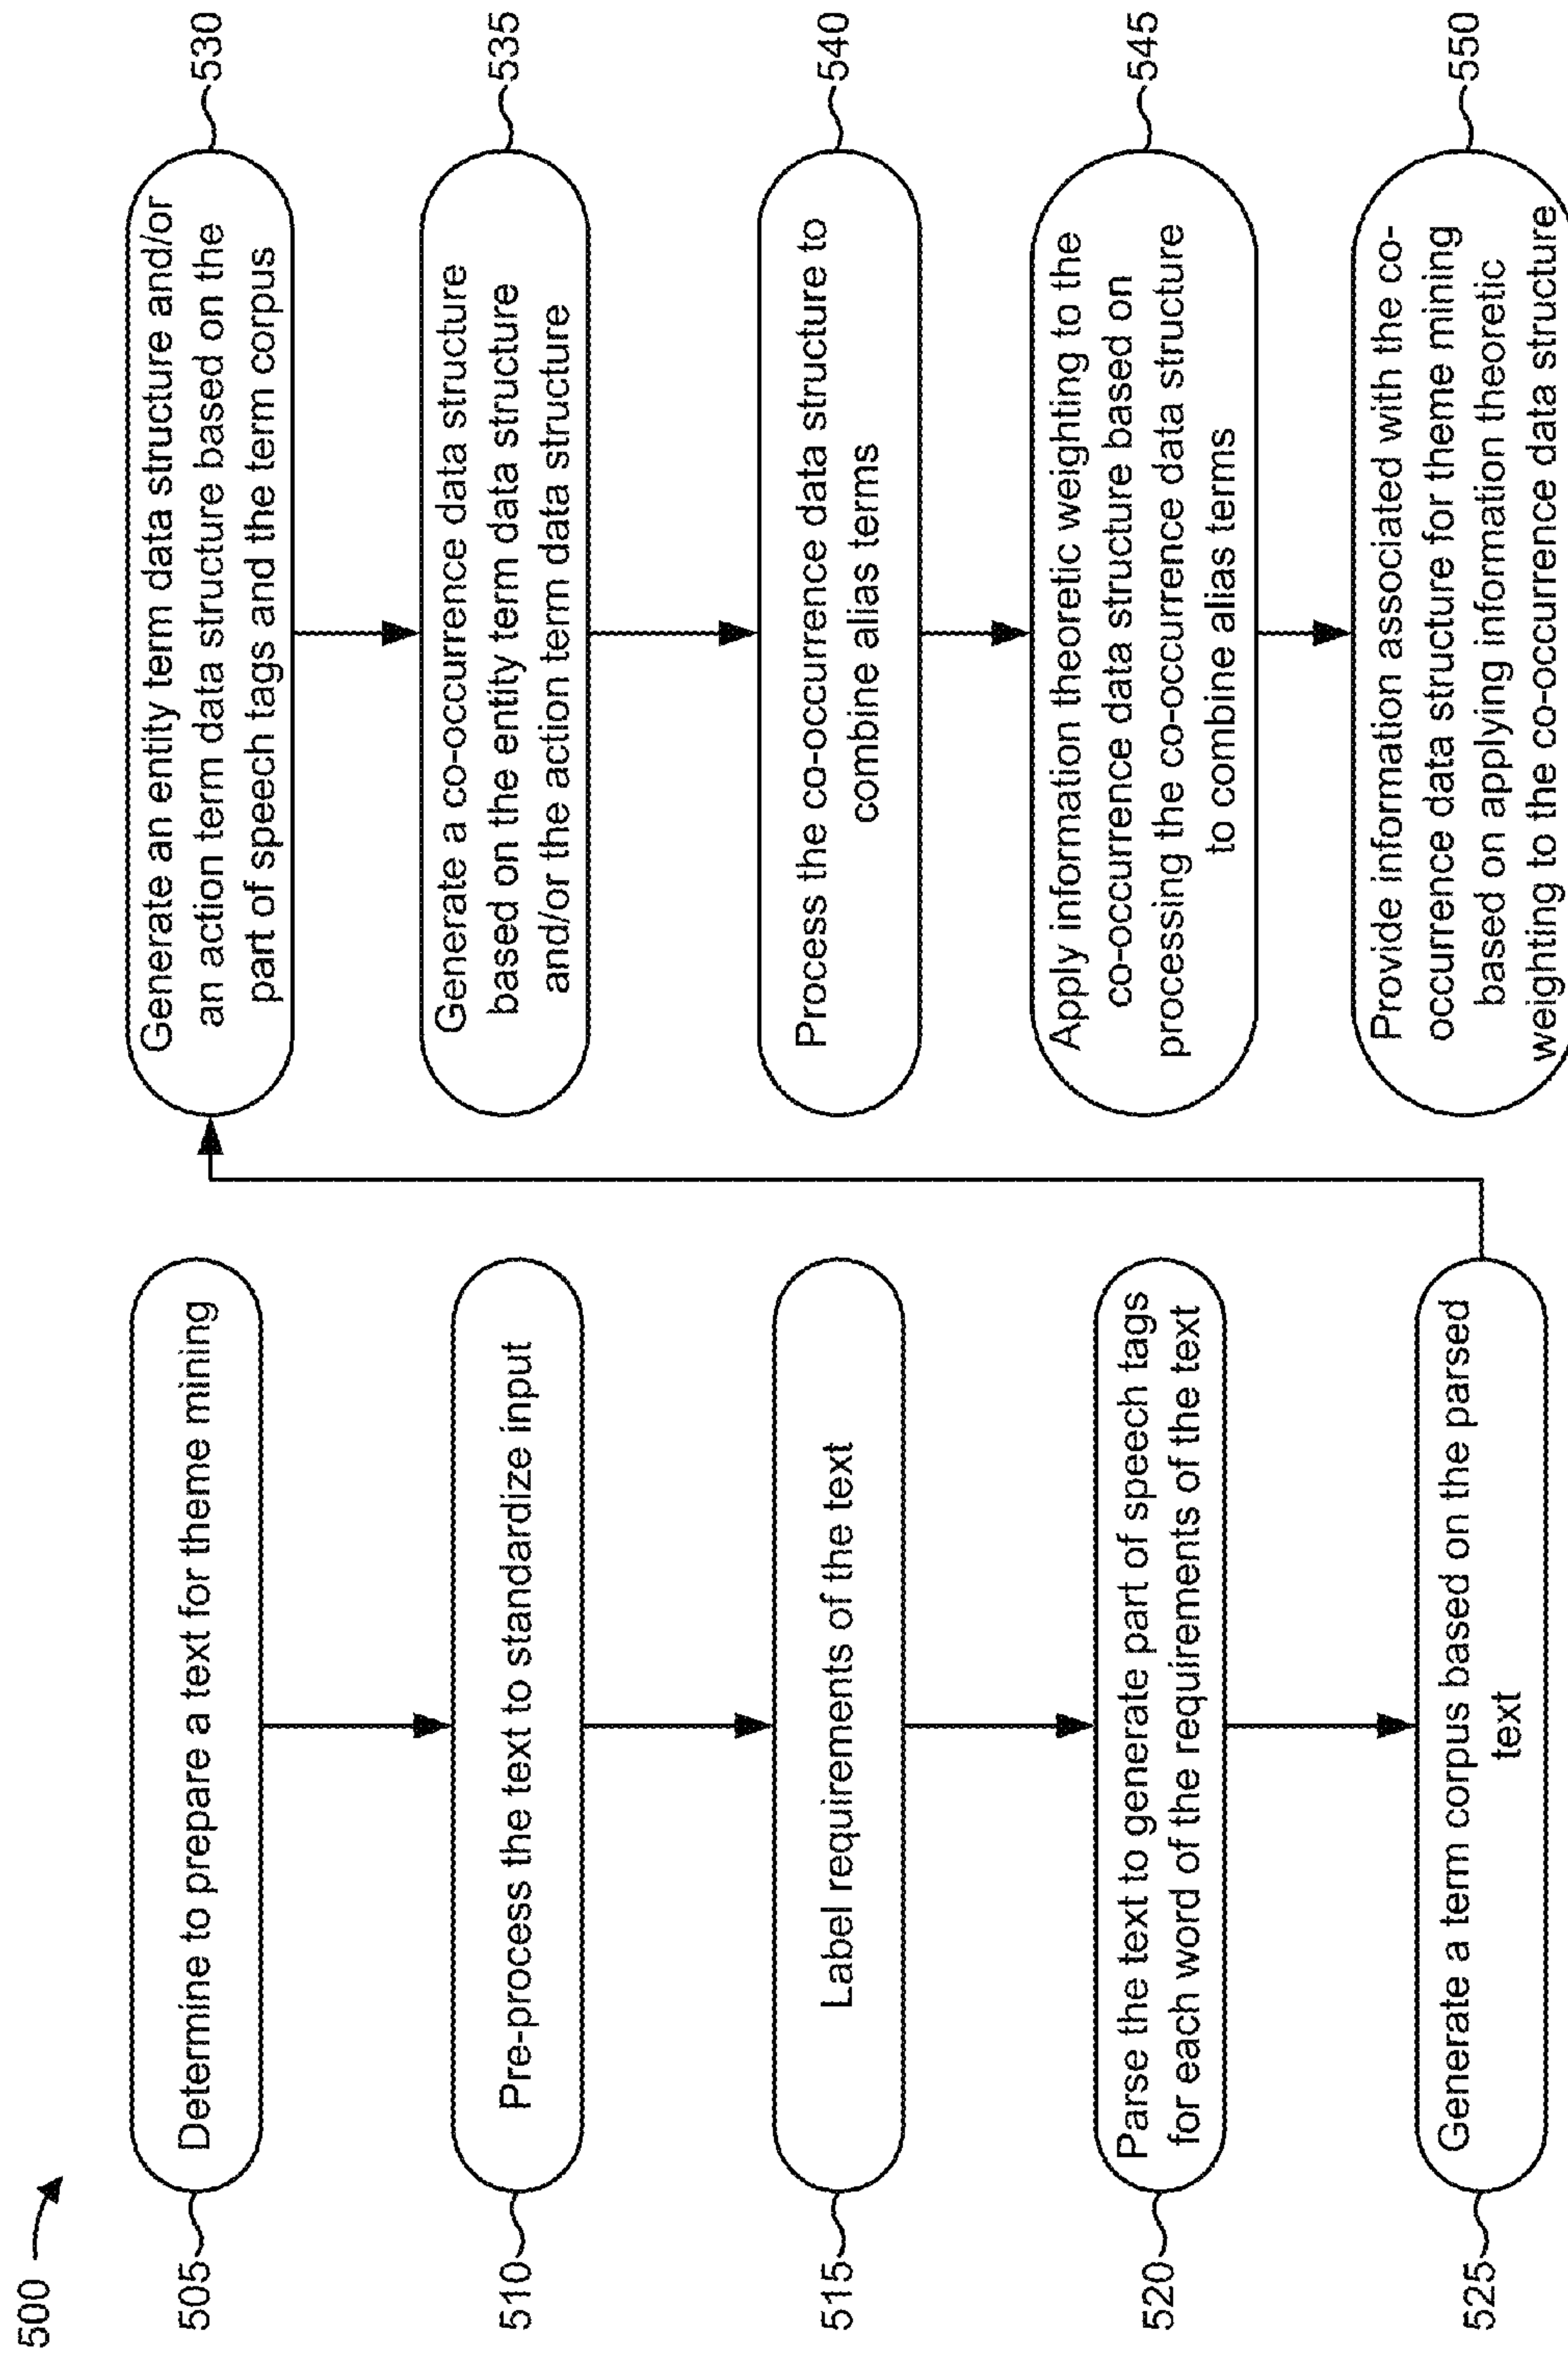 500
505
Determine to prepare a text for theme mining
510
Pre-process the text to standardize input
515
Label requirements of the text
520
Parse the text to generate part of speech tags
for each word of the requirements of the text
525
Generate a term corpus based on the parsed
text
530
Generate an entity term data structure and/or
an action term data structure based on the
part of speech tags and the term corpus
535
Generate a co-occurrence data structure
based on the entity term data structure
and/or the action term data structure
540
Process the co-occurrence data structure to
combine alias terms
545
Apply information theoretic weighting to the
co-occurrence data structure based on
processing the co-occurrence data structure
to combine alias terms
550
Provide information associated with the co-
occurrence data structure for theme mining
based on applying information theoretic
weighting to the co-occurrence data structure